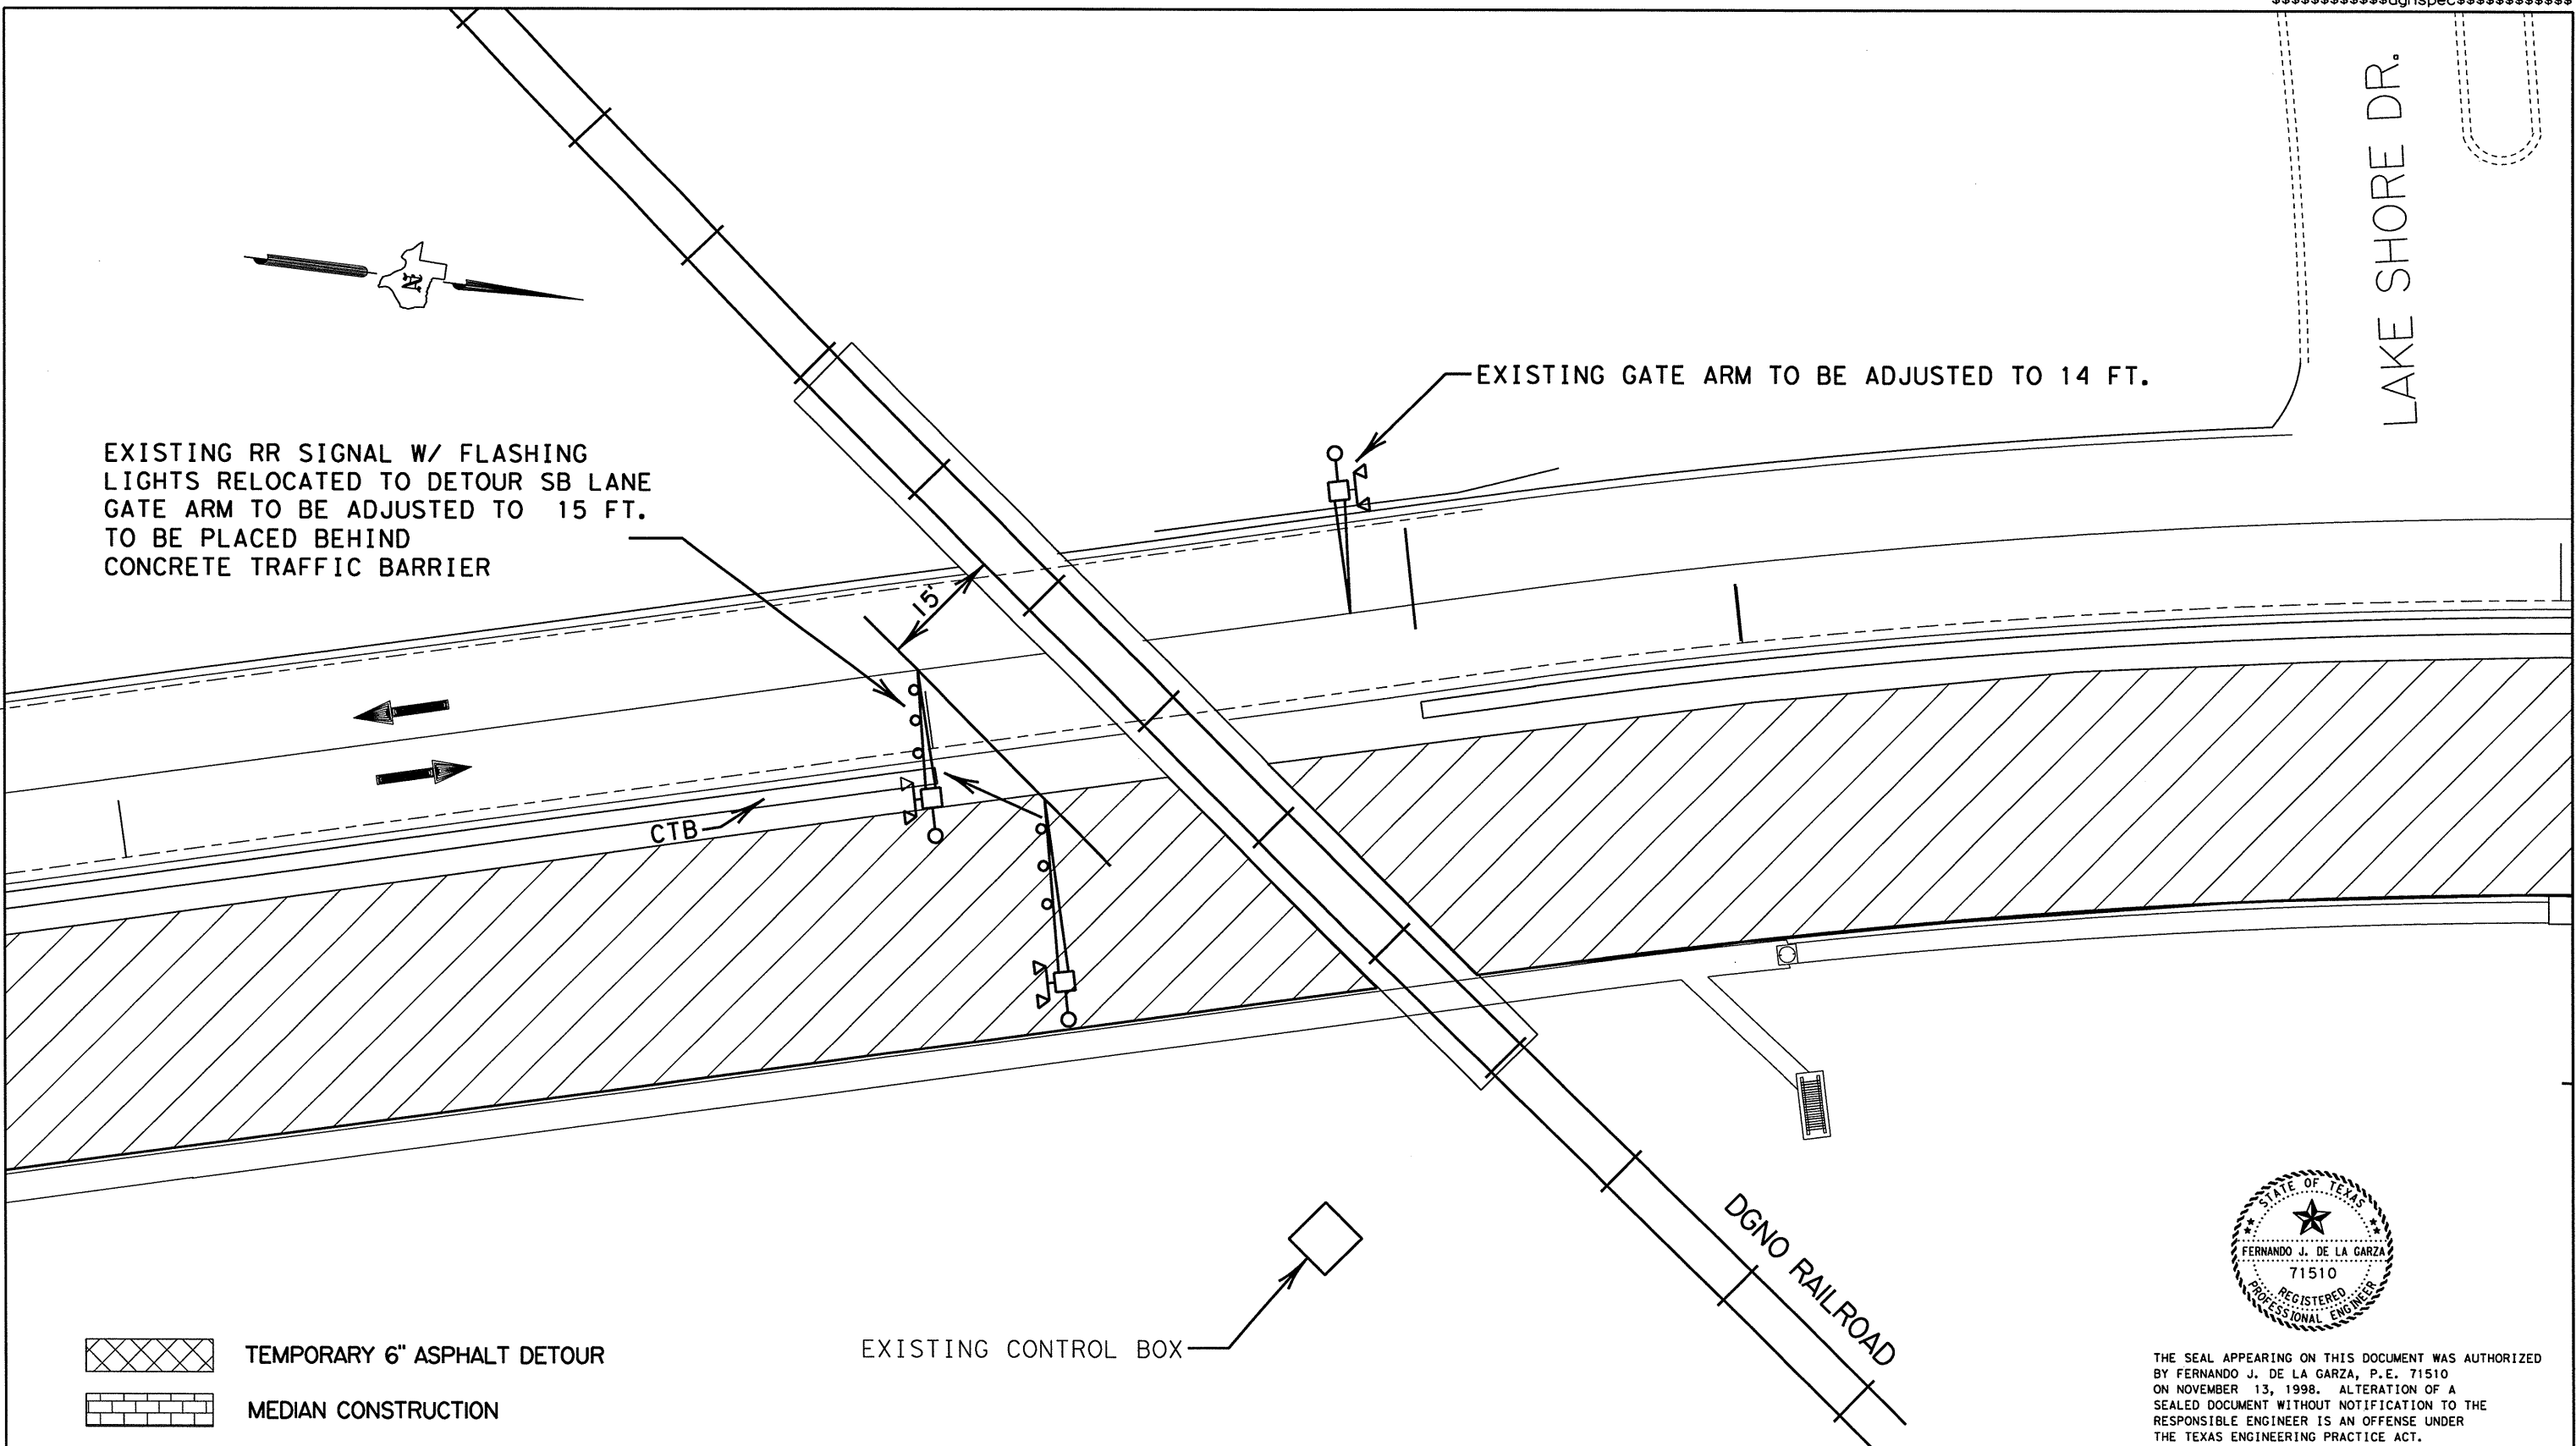 $$$$$$$$$$$$dgnspec$$$$$$$$$$$$
LAKE SHORE DR.
N
EXISTING GATE ARM TO BE ADJUSTED TO 14 FT.
EXISTING RR SIGNAL W/ FLASHING
LIGHTS RELOCATED TO DETOUR SB LANE
GATE ARM TO BE ADJUSTED TO 15 FT.
TO BE PLACED BEHIND
CONCRETE TRAFFIC BARRIER
15'
CTB
DGNO RAILROAD
EXISTING CONTROL BOX
TEMPORARY 6" ASPHALT DETOUR
MEDIAN CONSTRUCTION
STATE OF TEXAS
FERNANDO J. DE LA GARZA
71510
REGISTERED
PROFESSIONAL ENGINEER
THE SEAL APPEARING ON THIS DOCUMENT WAS AUTHORIZED
BY FERNANDO J. DE LA GARZA, P.E. 71510
ON NOVEMBER 13, 1998. ALTERATION OF A
SEALED DOCUMENT WITHOUT NOTIFICATION TO THE
RESPONSIBLE ENGINEER IS AN OFFENSE UNDER
THE TEXAS ENGINEERING PRACTICE ACT.